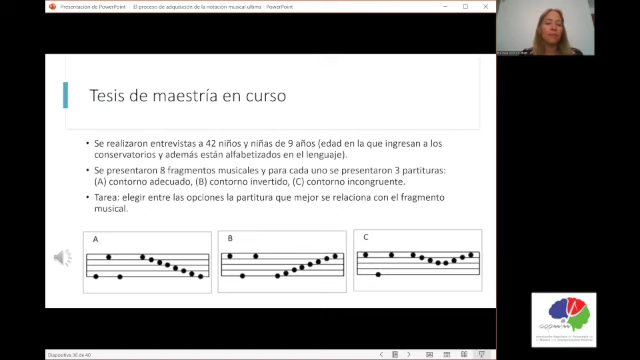 Presentación de PowerPoint - El proceso de adquisición de la notación musical último - PowerPoint
Tesis de maestría en curso
Se realizaron entrevistas a 42 niños y niñas de 9 años (edad en la que ingresan a los
conservatorios y además están alfabetizados en el lenguaje).
Se presentaron 8 fragmentos musicales y para cada uno se presentaron 3 partituras:
(A) contorno adecuado, (B) contorno invertido, (C) contorno incongruente.
Tarea: elegir entre las opciones la partitura que mejor se relaciona con el fragmento
musical.
A
B
C